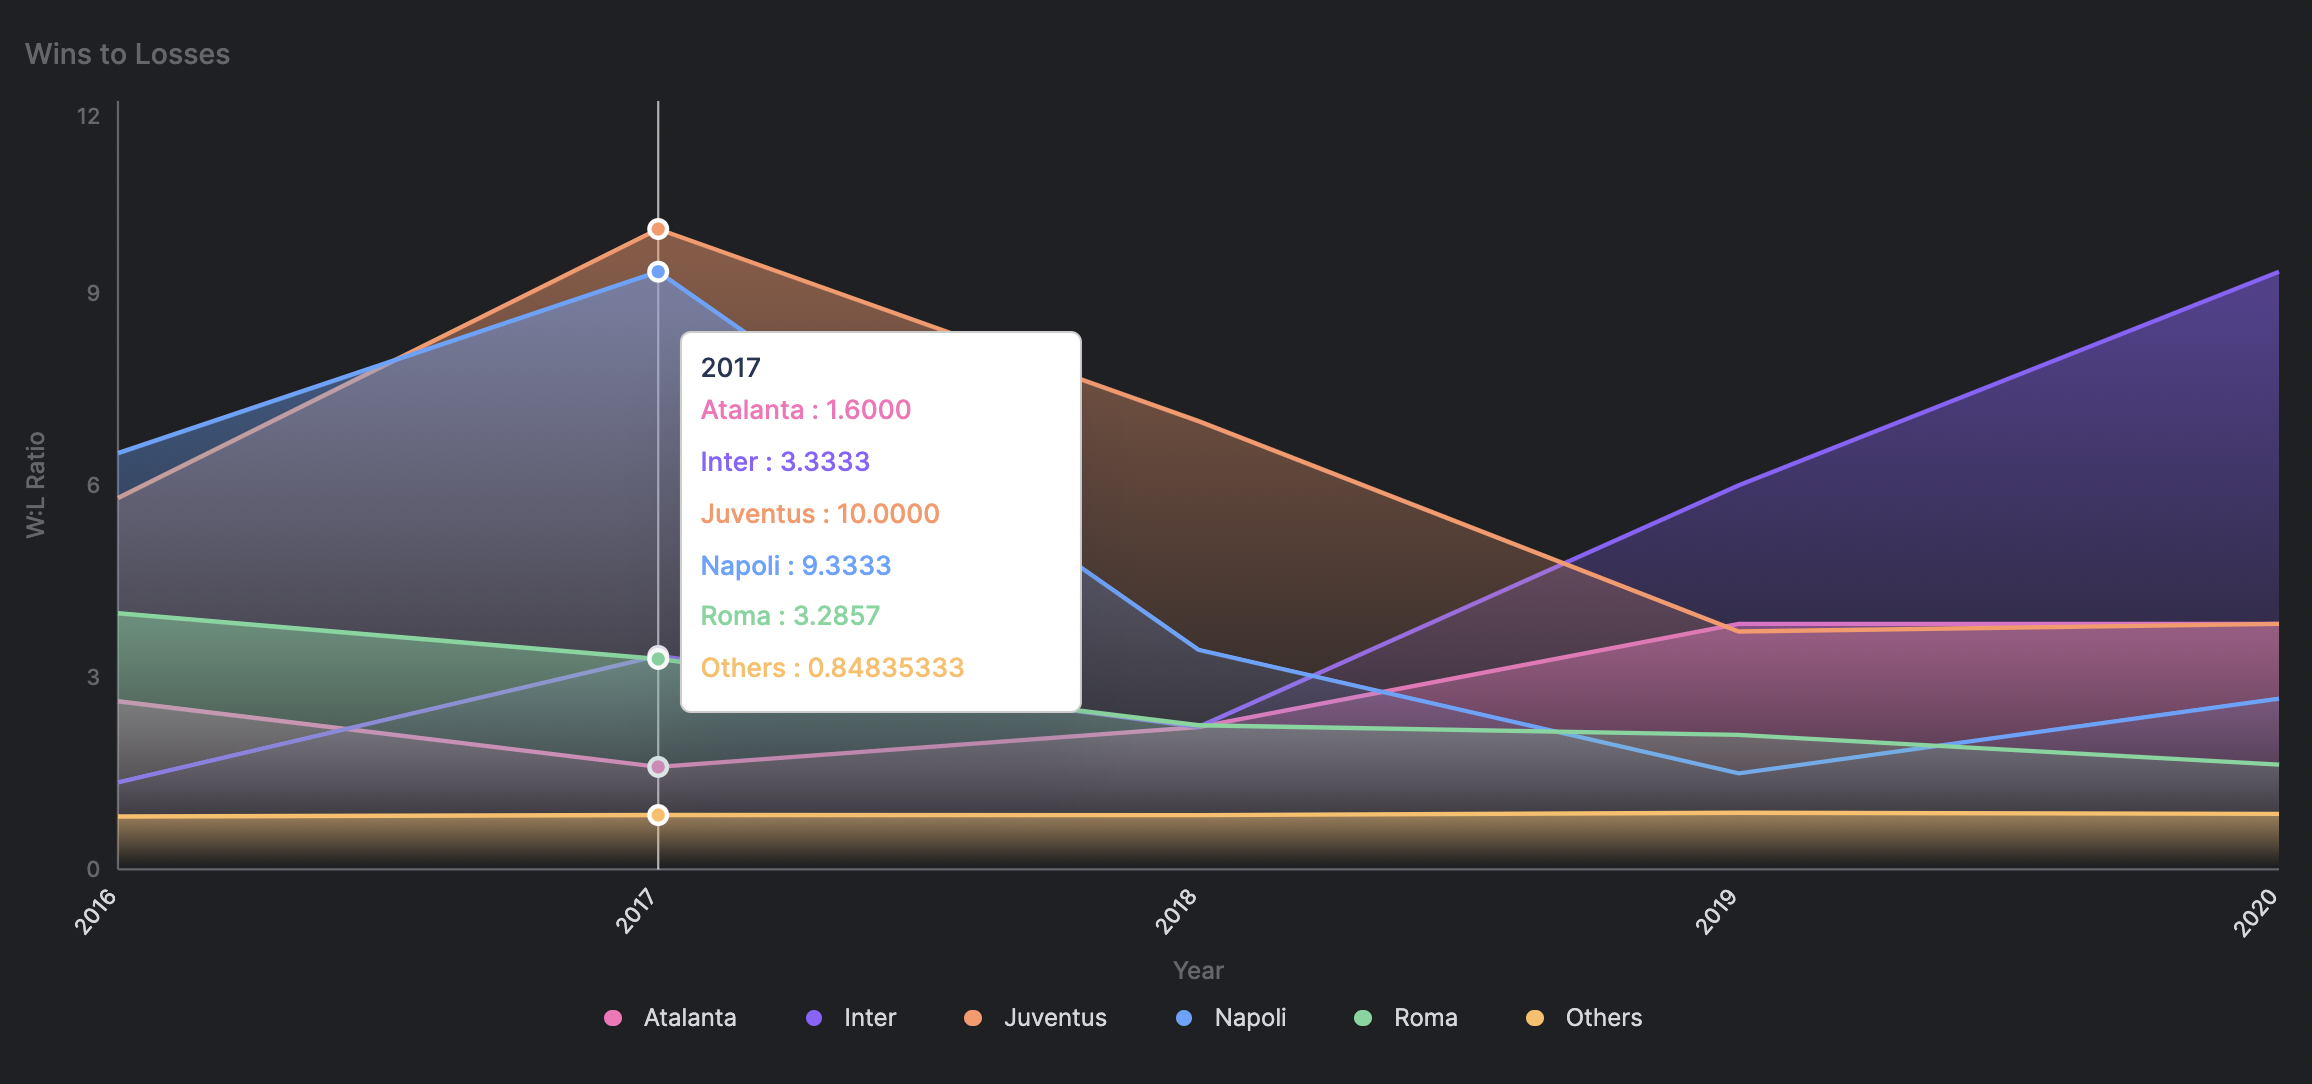 Wins to Losses
12
9
6
3
0
W:L Ratio
2017
Atalanta : 1.6000
Inter : 3.3333
Juventus : 10.0000
Napoli : 9.3333
Roma : 3.2857
Others : 0.84835333
2016
2017
2018
2019
2020
Year
Atalanta
Inter
Juventus
Napoli
Roma
Others